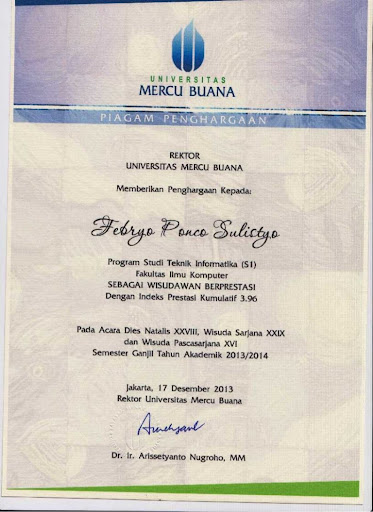 UNIVERSITAS
MERCU BUANA
PIAGAM PENGHARGAAN
REKTOR
UNIVERSITAS MERCU BUANA
Memberikan Penghargaan Kepada:
Febryo Ponco Sulistyo
Program Studi Teknik Informatika (S1)
Fakultas Ilmu Komputer
SEBAGAI WISUDAWAN BERPRESTASI
Dengan Indeks Prestasi Kumulatif 3.96
Pada Acara Dies Natalis XXVIII, Wisuda Sarjana XXIX
dan Wisuda Pascasarjana XVI
Semester Ganjil Tahun Akademik 2013/2014
Jakarta, 17 Desember 2013
Rektor Universitas Mercu Buana
Dr. Ir. Arissetyanto Nugroho, MM